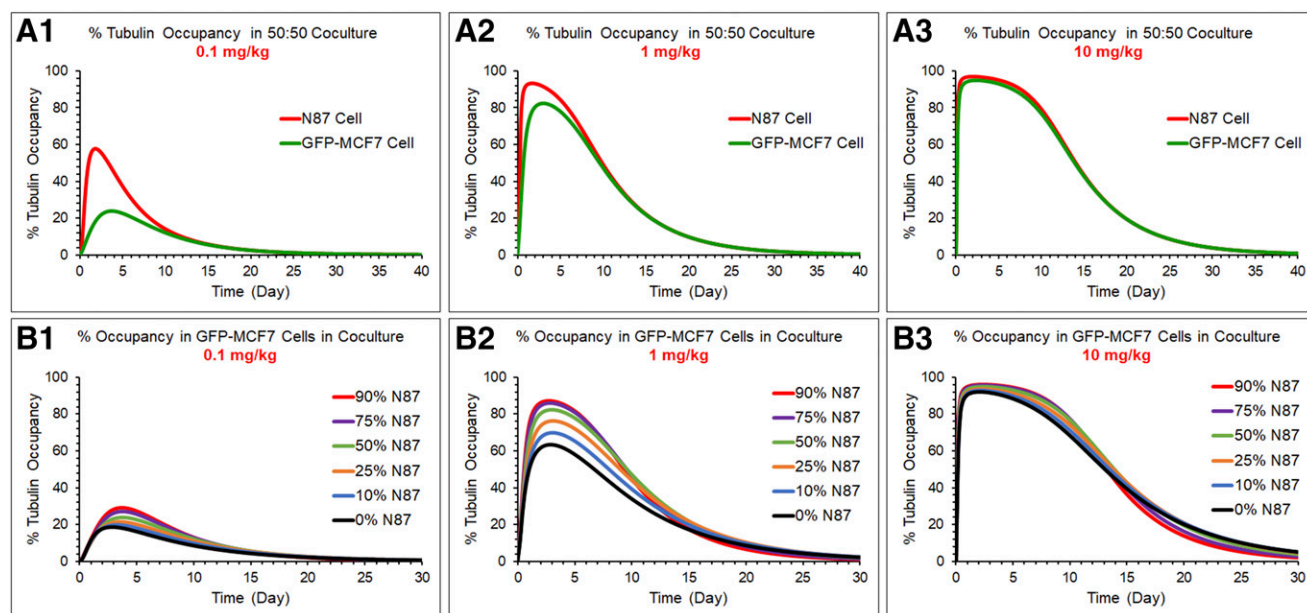 A1
% Tubulin Occupancy in 50:50 Coculture
0.1 mg/kg
% Tubulin Occupancy
100
80
60
40
20
0
N87 Cell
GFP-MCF7 Cell
0 5 10 15 20 25 30 35 40
Time (Day)
A2
% Tubulin Occupancy in 50:50 Coculture
1 mg/kg
% Tubulin Occupancy
100
80
60
40
20
0
N87 Cell
GFP-MCF7 Cell
0 5 10 15 20 25 30 35 40
Time (Day)
A3
% Tubulin Occupancy in 50:50 Coculture
10 mg/kg
% Tubulin Occupancy
100
80
60
40
20
0
N87 Cell
GFP-MCF7 Cell
0 5 10 15 20 25 30 35 40
Time (Day)
B1
% Occupancy in GFP-MCF7 Cells in Coculture
0.1 mg/kg
% Tubulin Occupancy
100
80
60
40
20
0
90% N87
75% N87
50% N87
25% N87
10% N87
0% N87
0 5 10 15 20 25 30
Time (Day)
B2
% Occupancy in GFP-MCF7 Cells in Coculture
1 mg/kg
% Tubulin Occupancy
100
80
60
40
20
0
90% N87
75% N87
50% N87
25% N87
10% N87
0% N87
0 5 10 15 20 25 30
Time (Day)
B3
% Occupancy in GFP-MCF7 Cells in Coculture
10 mg/kg
% Tubulin Occupancy
100
80
60
40
20
0
90% N87
75% N87
50% N87
25% N87
10% N87
0% N87
0 5 10 15 20 25 30
Time (Day)